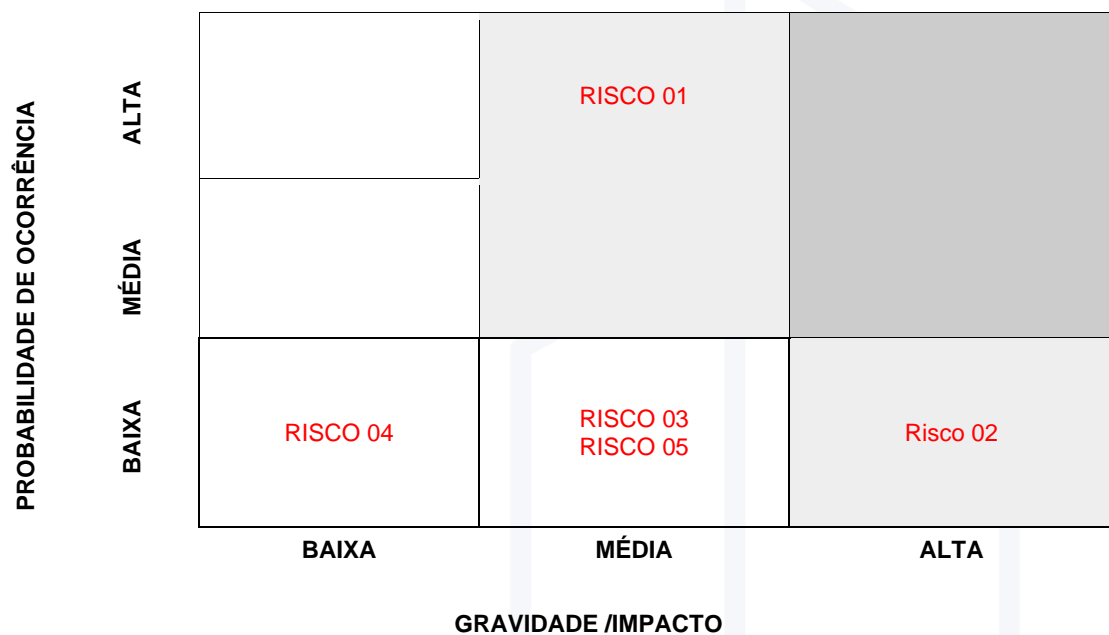 PROBABILIDADE DE OCORRÊNCIA
ALTA
RISCO 01
MÉDIA
BAIXA
RISCO 04
RISCO 03
RISCO 05
Risco 02
BAIXA
MÉDIA
ALTA
GRAVIDADE /IMPACTO